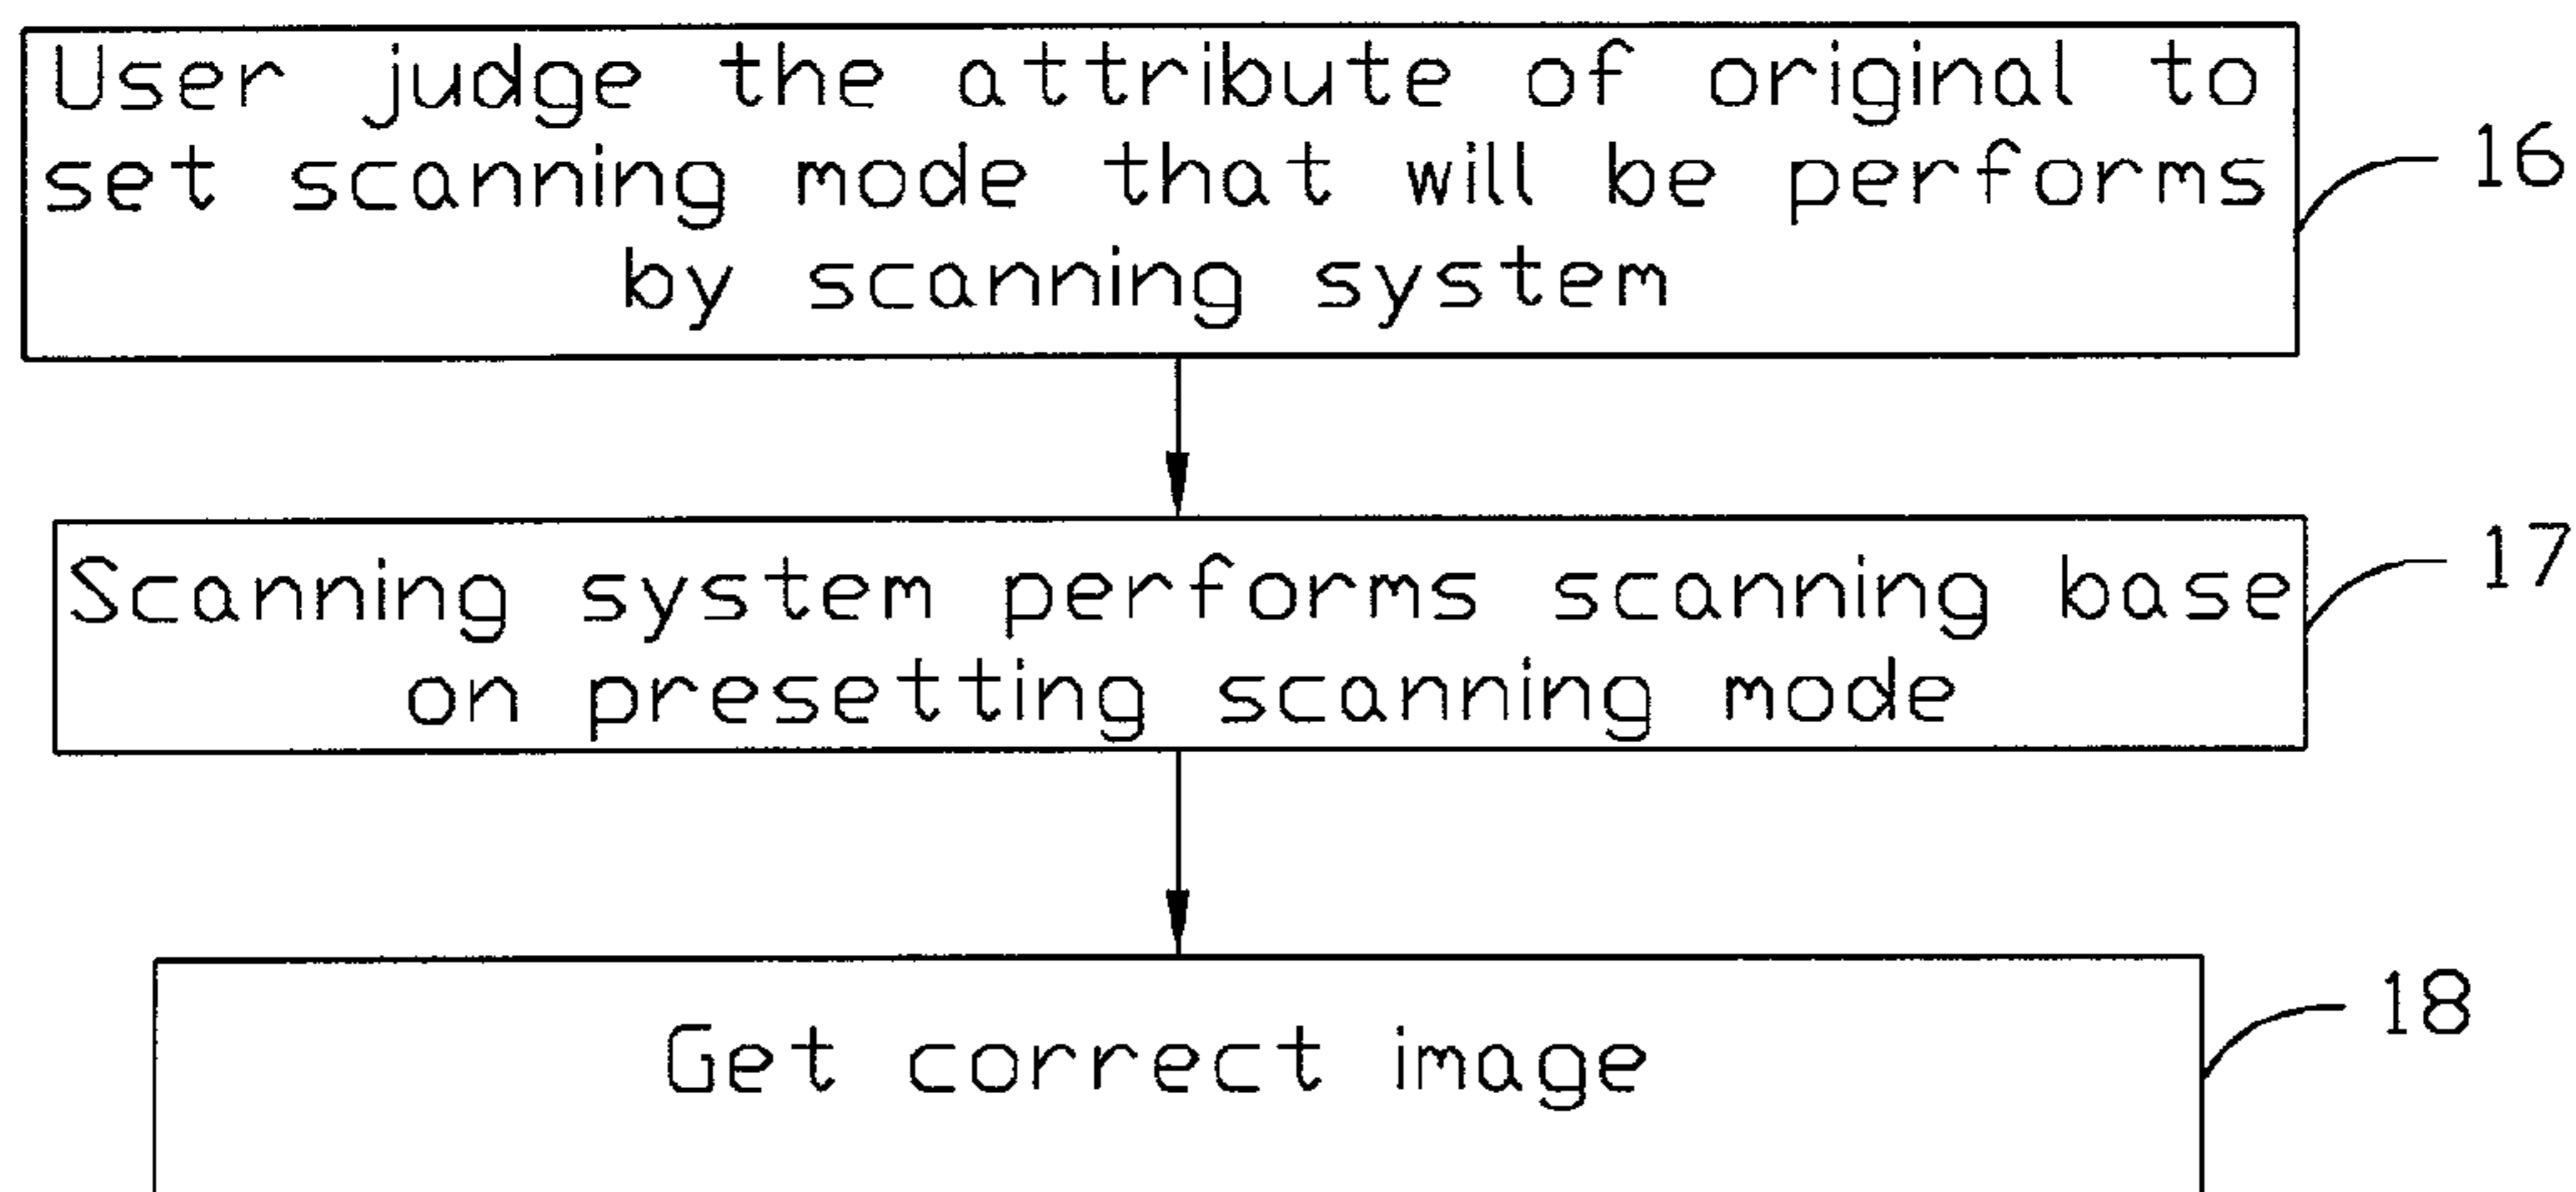 User judge the attribute of original to
set scanning mode that will be performs
by scanning system
16
Scanning system performs scanning base
on presetting scanning mode
17
Get correct image
18